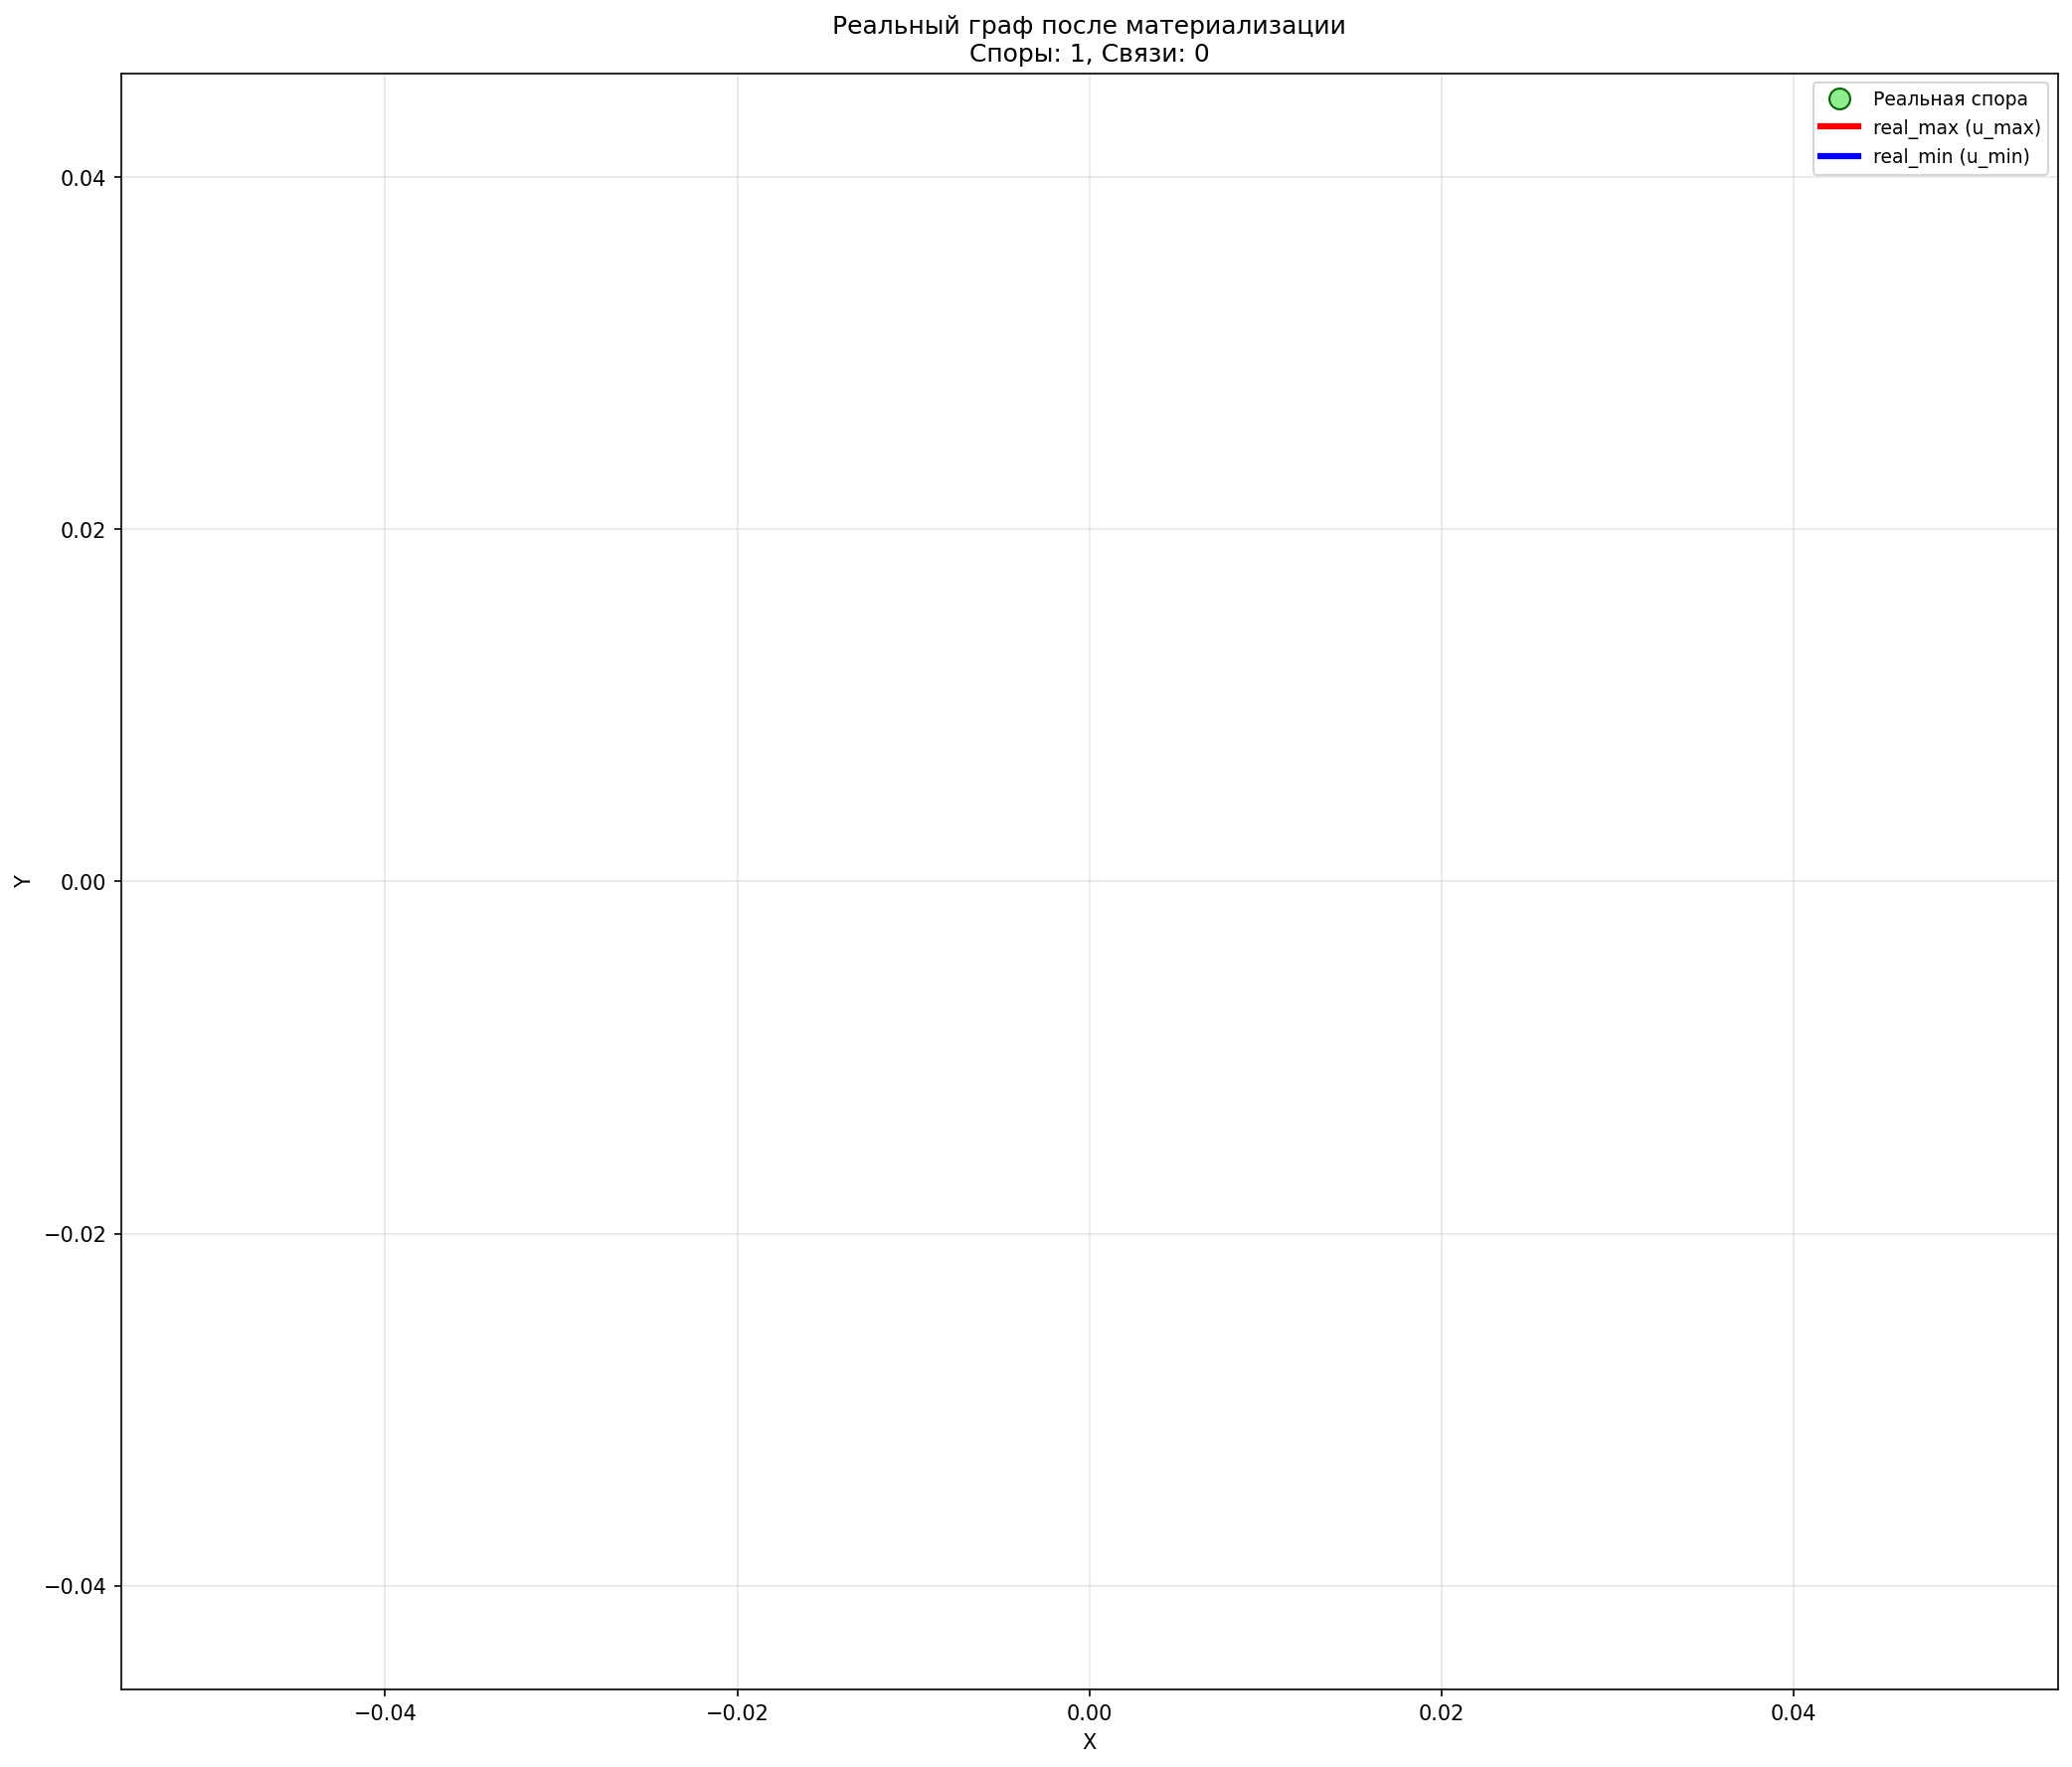 Реальный граф после материализации
Споры: 1, Связи: 0
Реальная спора
real_max (u_max)
real_min (u_min)
0.04
0.02
0.00
−0.02
−0.04
Y
−0.04
−0.02
0.00
0.02
0.04
X